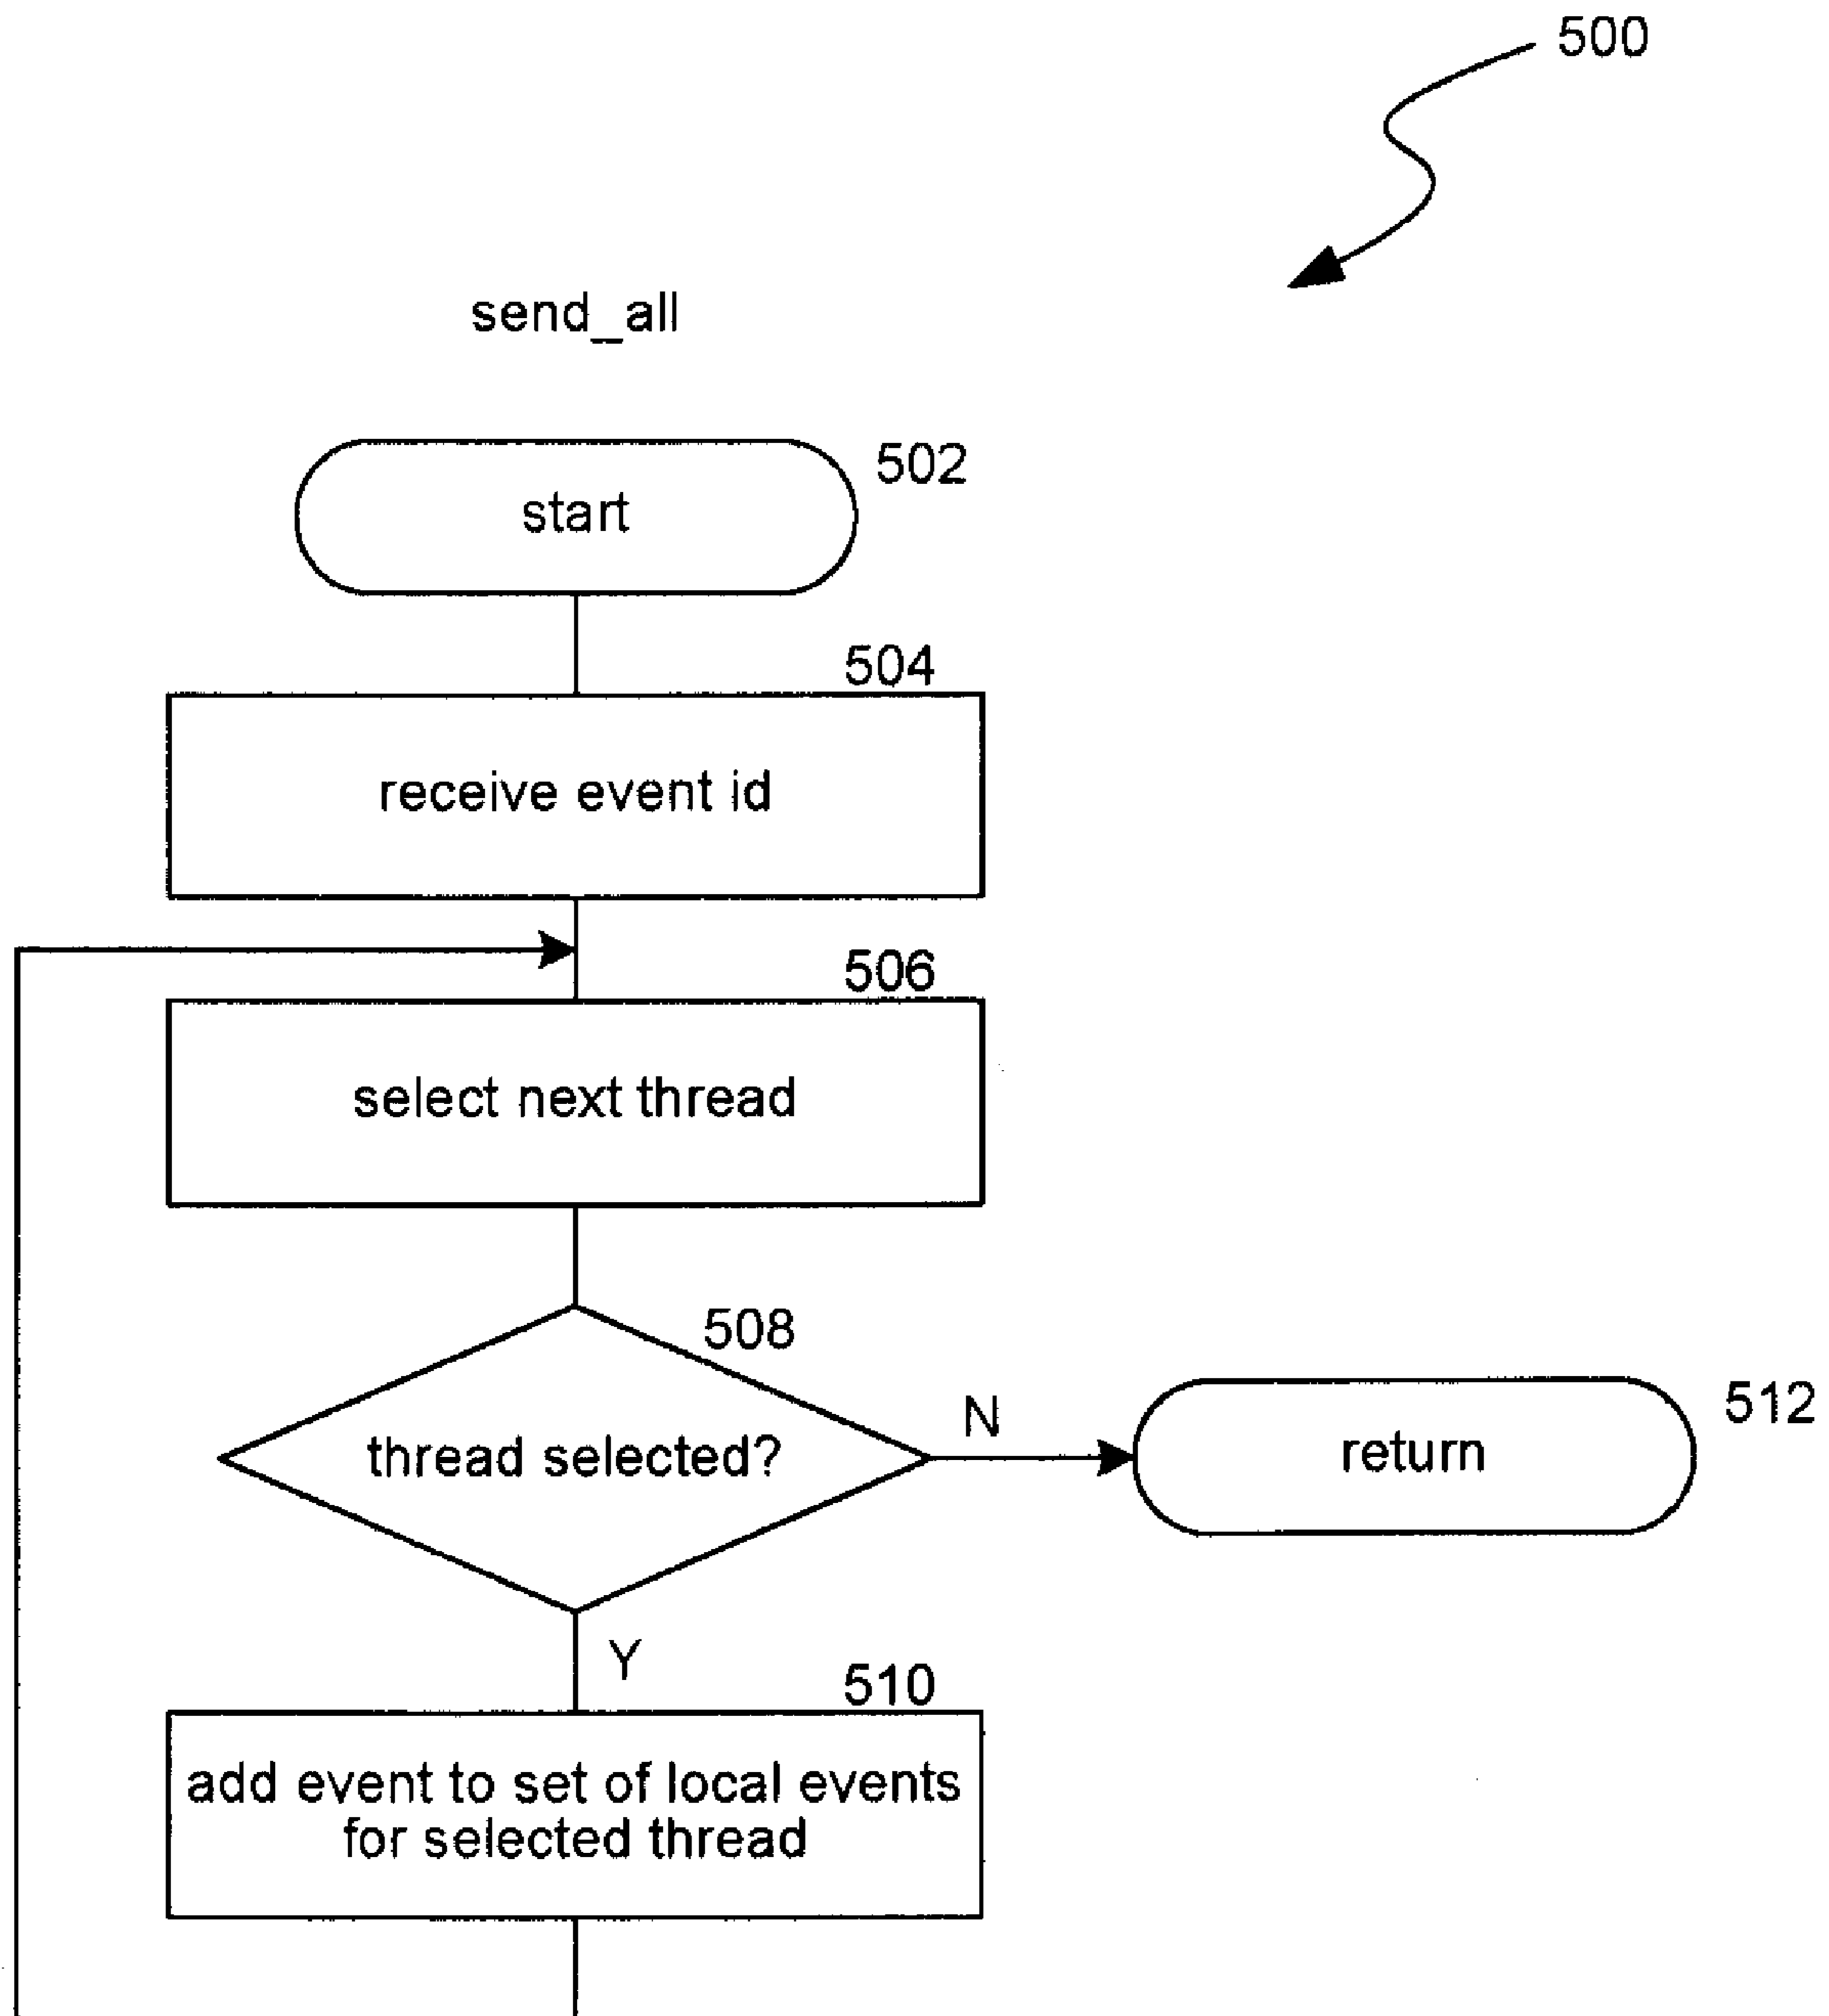 500
send_all
502
start
504
receive event id
506
select next thread
508
thread selected?
N
512
return
Y
510
add event to set of local events
for selected thread